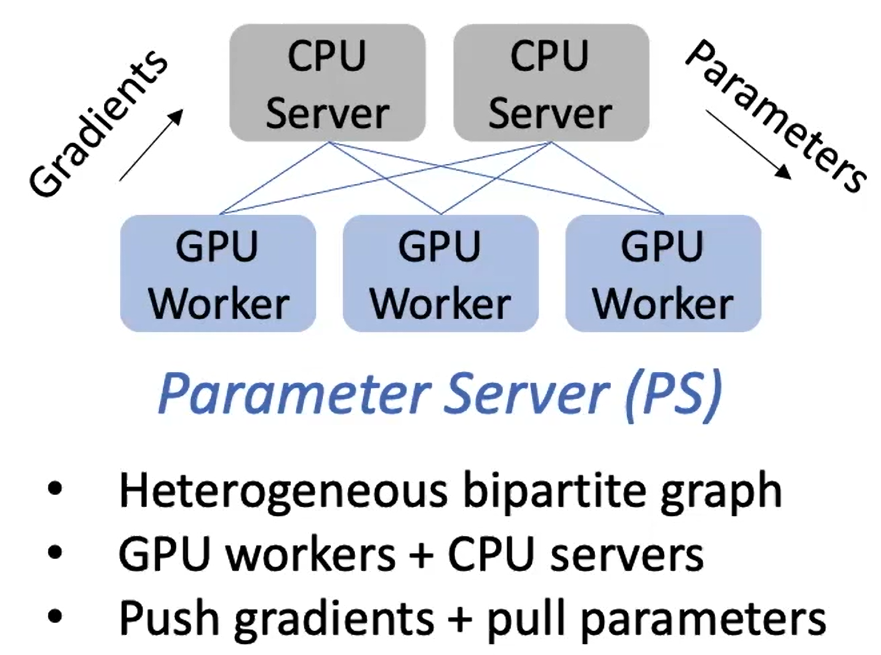 Gradients
CPU
Server
CPU
Server
Parameters
GPU
Worker
GPU
Worker
GPU
Worker
Parameter Server (PS)
• Heterogeneous bipartite graph
• GPU workers + CPU servers
• Push gradients + pull parameters